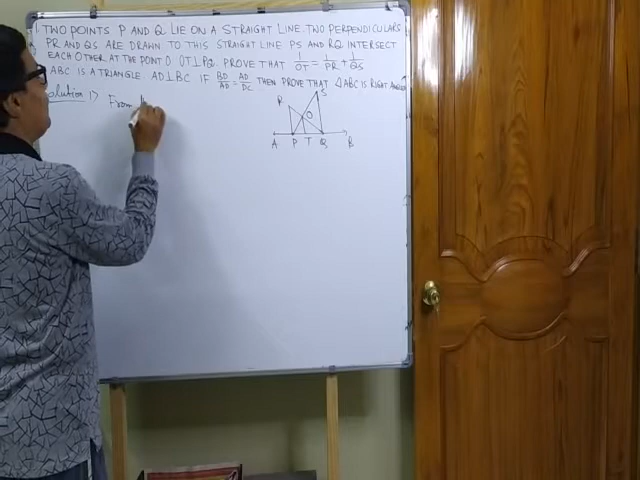 1) TWO POINTS P AND Q LIE ON A STRAIGHT LINE. TWO PERPENDICULARS
PR AND QS ARE DRAWN TO THIS STRAIGHT LINE PS AND RQ INTERSECT
EACH OTHER AT THE POINT O OT⊥PQ. PROVE THAT 1/OT = 1/PR + 1/QS
ABC IS A TRIANGLE AD⊥BC IF BD/AD = AD/DC THEN PROVE THAT △ABC IS RIGHT ANGLED
Solution 1) From
R S
O
A P T Q B